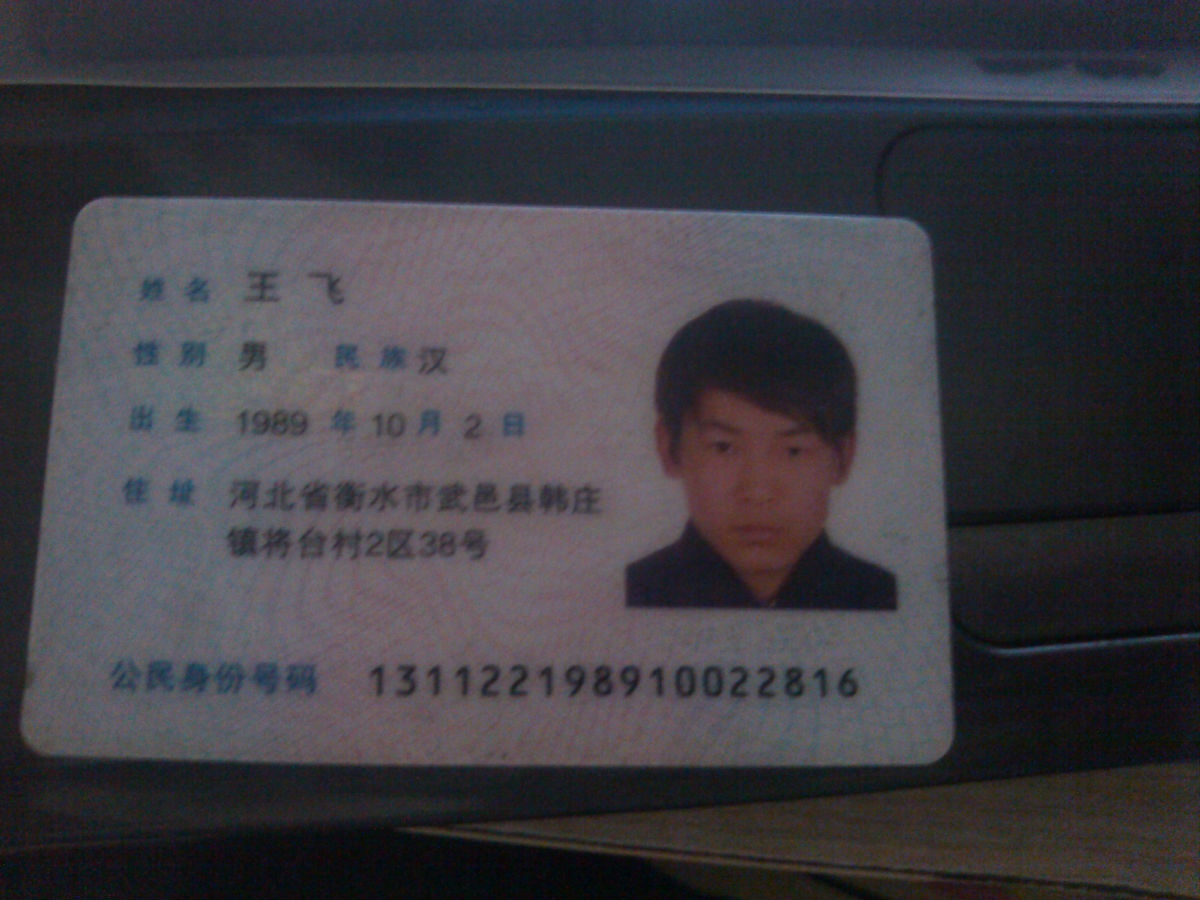 姓名 王飞
性别 男 民族 汉
出生 1989 年 10 月 2 日
住址 河北省衡水市武邑县韩庄
镇将台村2区38号
公民身份号码 131122198910022816